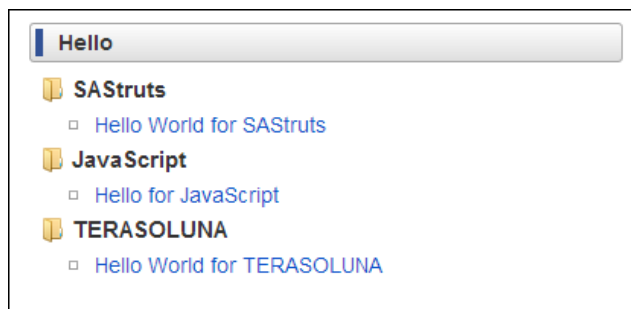 Hello
SAStruts
Hello World for SAStruts
JavaScript
Hello for JavaScript
TERASOLUNA
Hello World for TERASOLUNA